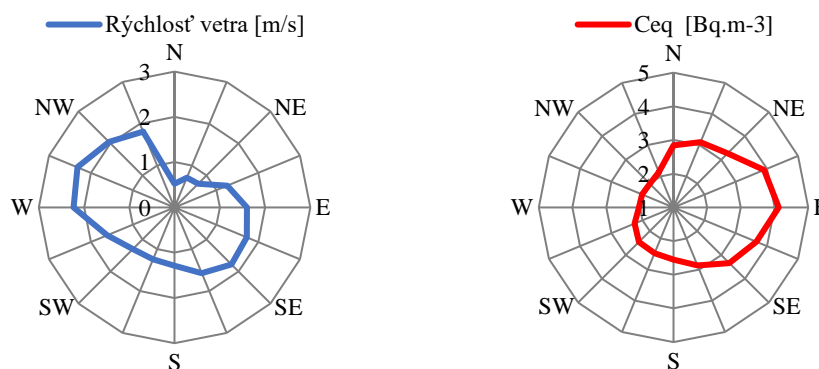 Rýchlosť vetra [m/s]
N
NE
E
SE
S
SW
W
NW
3
2
1
0
Ceq [Bq.m-3]
N
NE
E
SE
S
SW
W
NW
5
4
3
2
1